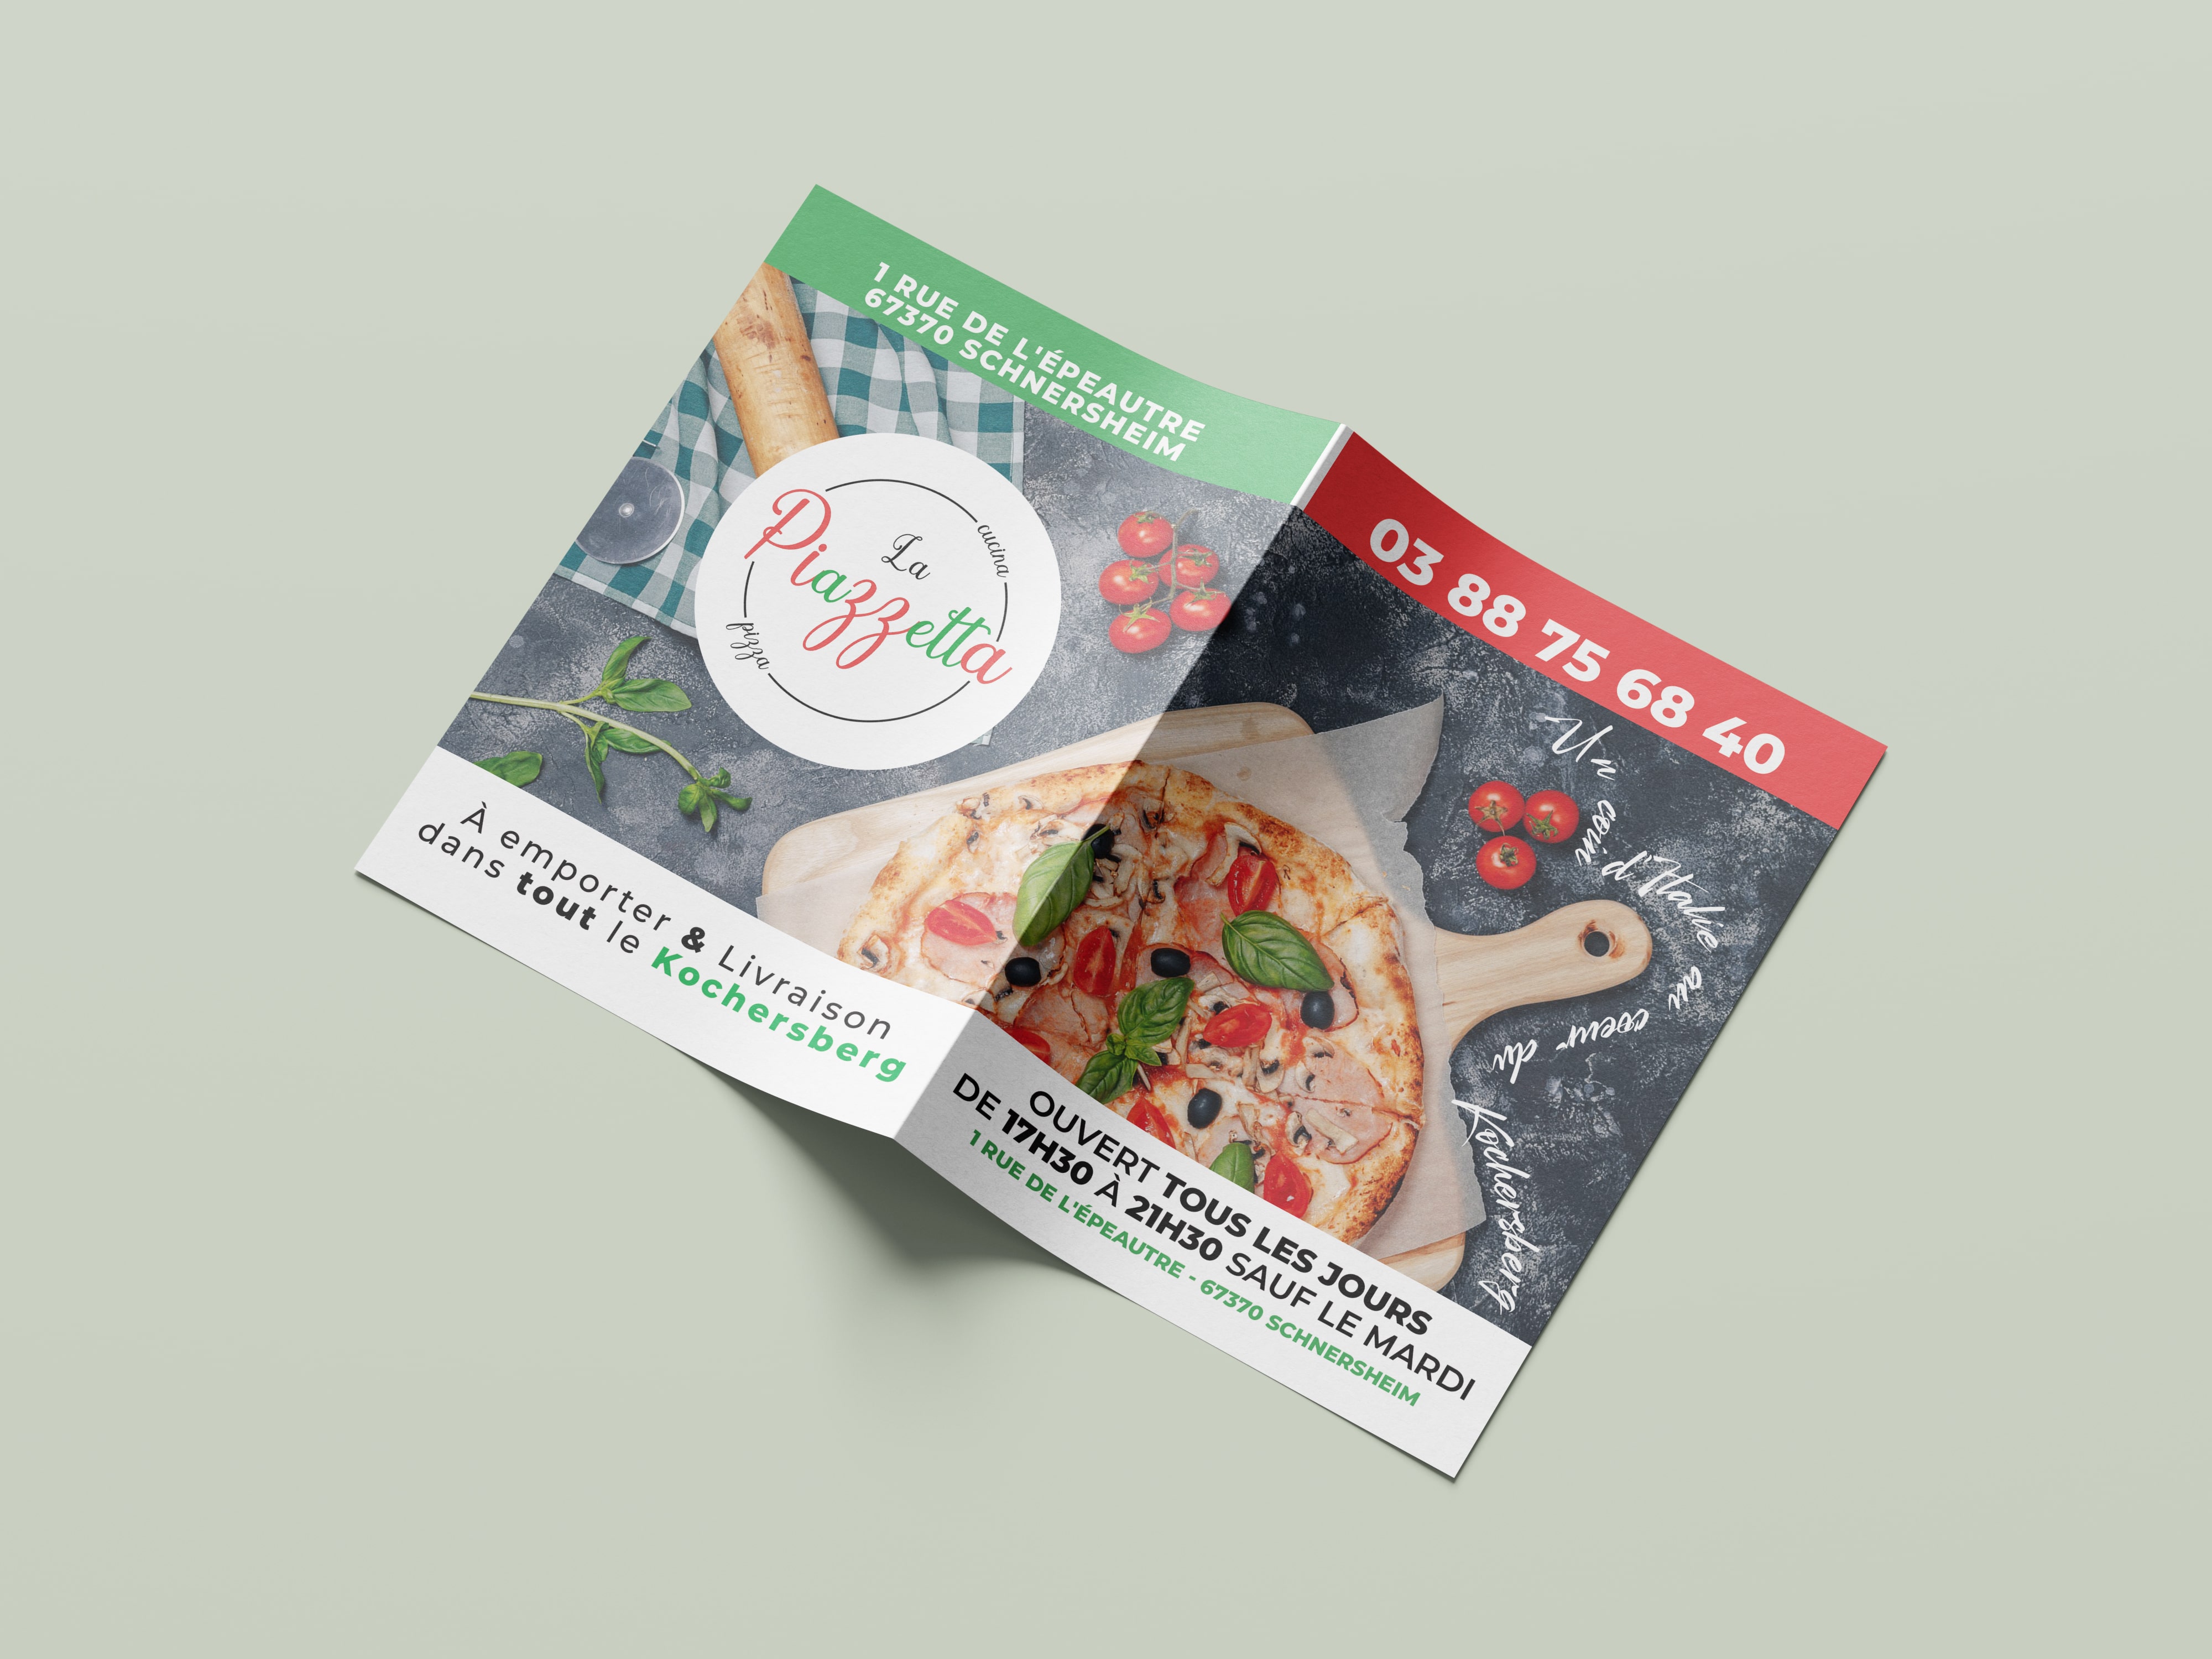 1 RUE DE L'ÉPEAUTRE
67370 SCHNERSHEIM
La
Piazzetta
cucina
pizza
À emporter & Livraison
dans tout le Kochersberg
03 88 75 68 40
Un coin d'Italie au coeur du Kochersberg
OUVERT TOUS LES JOURS
DE 17H30 À 21H30 SAUF LE MARDI
1 RUE DE L'ÉPEAUTRE - 67370 SCHNERSHEIM